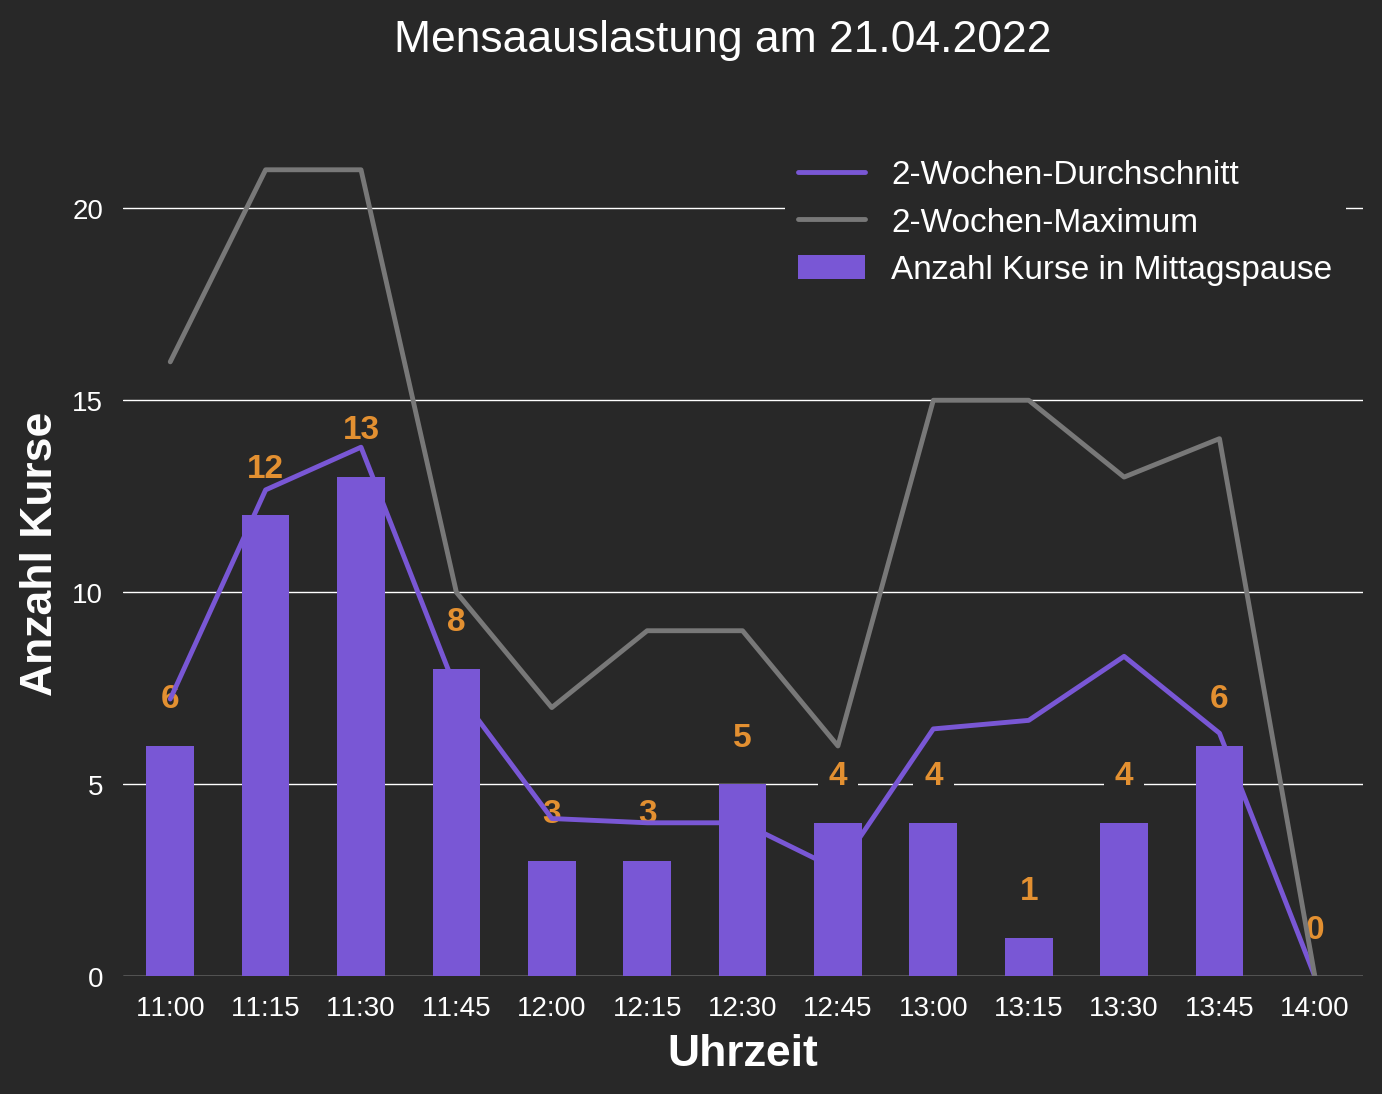 Mensaauslastung am 21.04.2022
2-Wochen-Durchschnitt
2-Wochen-Maximum
Anzahl Kurse in Mittagspause
Anzahl Kurse
20
15
10
5
0
6
12
13
8
3
3
5
4
4
1
4
6
0
11:00 11:15 11:30 11:45 12:00 12:15 12:30 12:45 13:00 13:15 13:30 13:45 14:00
Uhrzeit